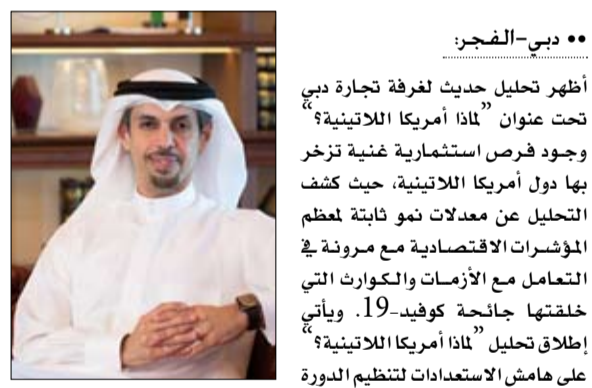 •• دبي-الفجر:
أظهر تحليل حديث لغرفة تجارة دبي
تحت عنوان ”لماذا أمريكا اللاتينية؟“
وجود فرص استثمارية غنية تزخر
بها دول أمريكا اللاتينية، حيث كشف
التحليل عن معدلات نمو ثابتة لمعظم
المؤشرات الاقتصادية مع مرونة في
التعامل مع الأزمات والكوارث التي
خلقتها جائحة كوفيد-19. ويأتي
إطلاق تحليل ”لماذا أمريكا اللاتينية؟“
على هامش الاستعدادات لتنظيم الدورة